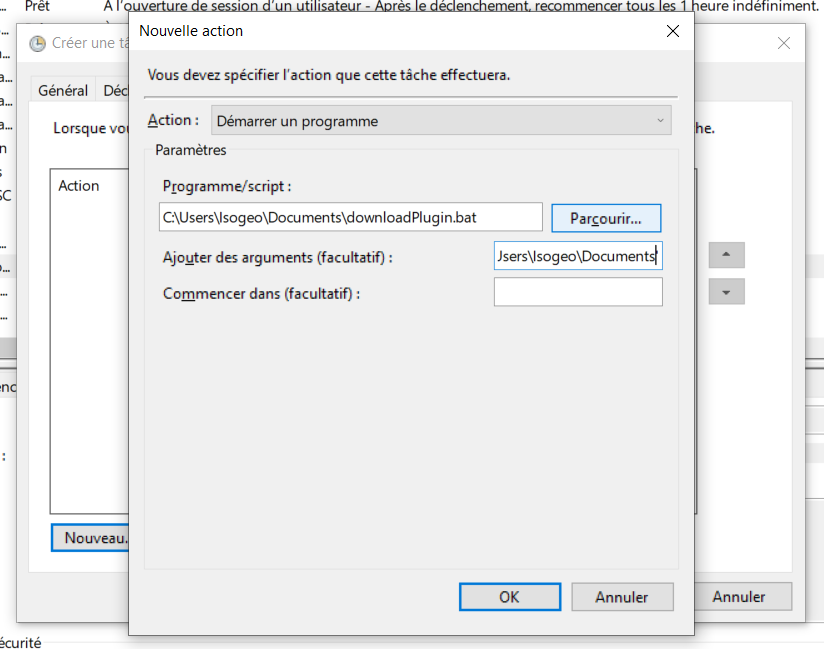 Prêt A l'ouverture de session d'un utilisateur - Après le déclenchement, recommencer tous les 1 heure indéfiniment.
Nouvelle action
Créer une tâ
Vous devez spécifier l'action que cette tâche effectuera.
Général Décl
Action : Démarrer un programme
Lorsque vou
he.
Paramètres
Action
Programme/script :
C:\Users\Isogeo\Documents\downloadPlugin.bat Parcourir...
Ajouter des arguments (facultatif) : Jsers\Isogeo\Documents\
Commencer dans (facultatif) :
Nouveau.
OK Annuler Annuler
écurité